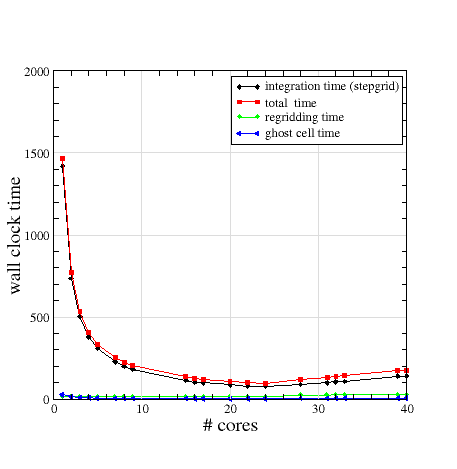 2000
1500
1000
500
0
wall clock time
integration time (stepgrid)
total time
regridding time
ghost cell time
0 10 20 30 40
# cores